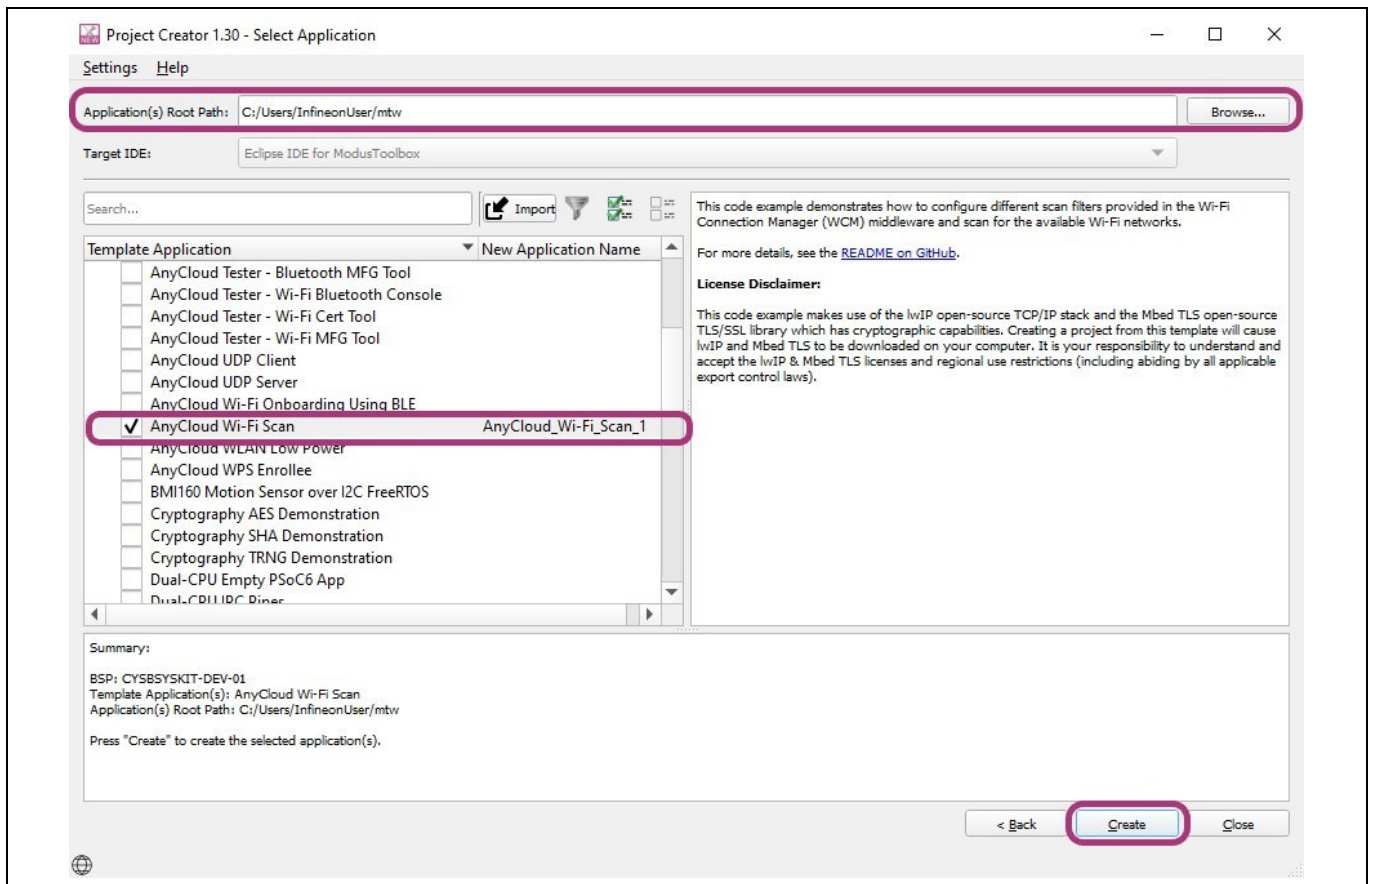 Project Creator 1.30 - Select Application
Settings Help
Application(s) Root Path: C:/Users/InfineonUser/mtw Browse...
Target IDE: Eclipse IDE for ModusToolbox
Search... Import
Template Application New Application Name
AnyCloud Tester - Bluetooth MFG Tool
AnyCloud Tester - Wi-Fi Bluetooth Console
AnyCloud Tester - Wi-Fi Cert Tool
AnyCloud Tester - Wi-Fi MFG Tool
AnyCloud UDP Client
AnyCloud UDP Server
AnyCloud Wi-Fi Onboarding Using BLE
AnyCloud Wi-Fi Scan AnyCloud_Wi-Fi_Scan_1
AnyCloud WLAN Low Power
AnyCloud WPS Enrollee
BMI160 Motion Sensor over I2C FreeRTOS
Cryptography AES Demonstration
Cryptography SHA Demonstration
Cryptography TRNG Demonstration
Dual-CPU Empty PSoC6 App
Dual-CPU IPC Pipes
This code example demonstrates how to configure different scan filters provided in the Wi-Fi
Connection Manager (WCM) middleware and scan for the available Wi-Fi networks.
For more details, see the README on GitHub.
License Disclaimer:
This code example makes use of the lwIP open-source TCP/IP stack and the Mbed TLS open-source
TLS/SSL library which has cryptographic capabilities. Creating a project from this template will cause
lwIP and Mbed TLS to be downloaded on your computer. It is your responsibility to understand and
accept the lwIP & Mbed TLS licenses and regional use restrictions (including abiding by all applicable
export control laws).
Summary:
BSP: CYSBSYSKIT-DEV-01
Template Application(s): AnyCloud Wi-Fi Scan
Application(s) Root Path: C:/Users/InfineonUser/mtw
Press "Create" to create the selected application(s).
< Back Create Close